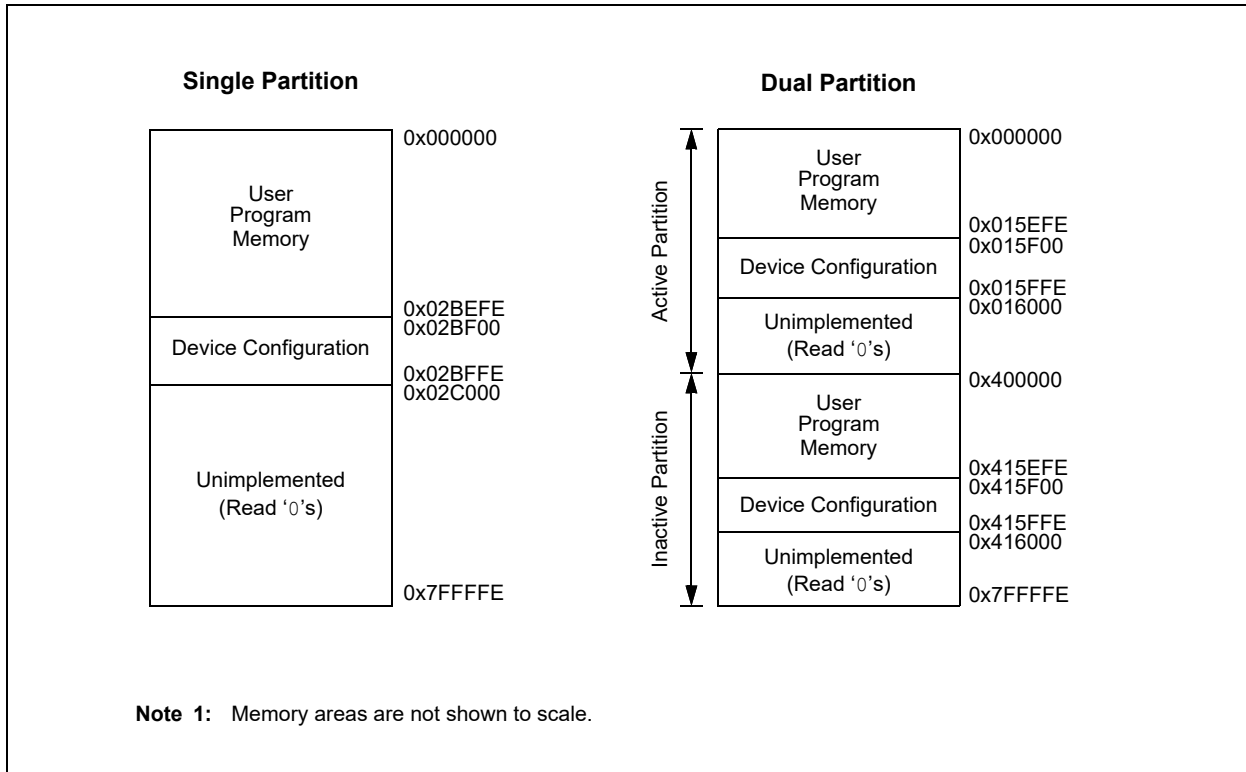 Single Partition
0x000000
User
Program
Memory
0x02BEFE
0x02BF00
Device Configuration
0x02BFFE
0x02C000
Unimplemented
(Read ‘0’s)
0x7FFFFE
Dual Partition
Active Partition
0x000000
User
Program
Memory
0x015EFE
0x015F00
Device Configuration
0x015FFE
0x016000
Unimplemented
(Read ‘0’s)
Inactive Partition
0x400000
User
Program
Memory
0x415EFE
0x415F00
Device Configuration
0x415FFE
0x416000
Unimplemented
(Read ‘0’s)
0x7FFFFE
Note 1: Memory areas are not shown to scale.